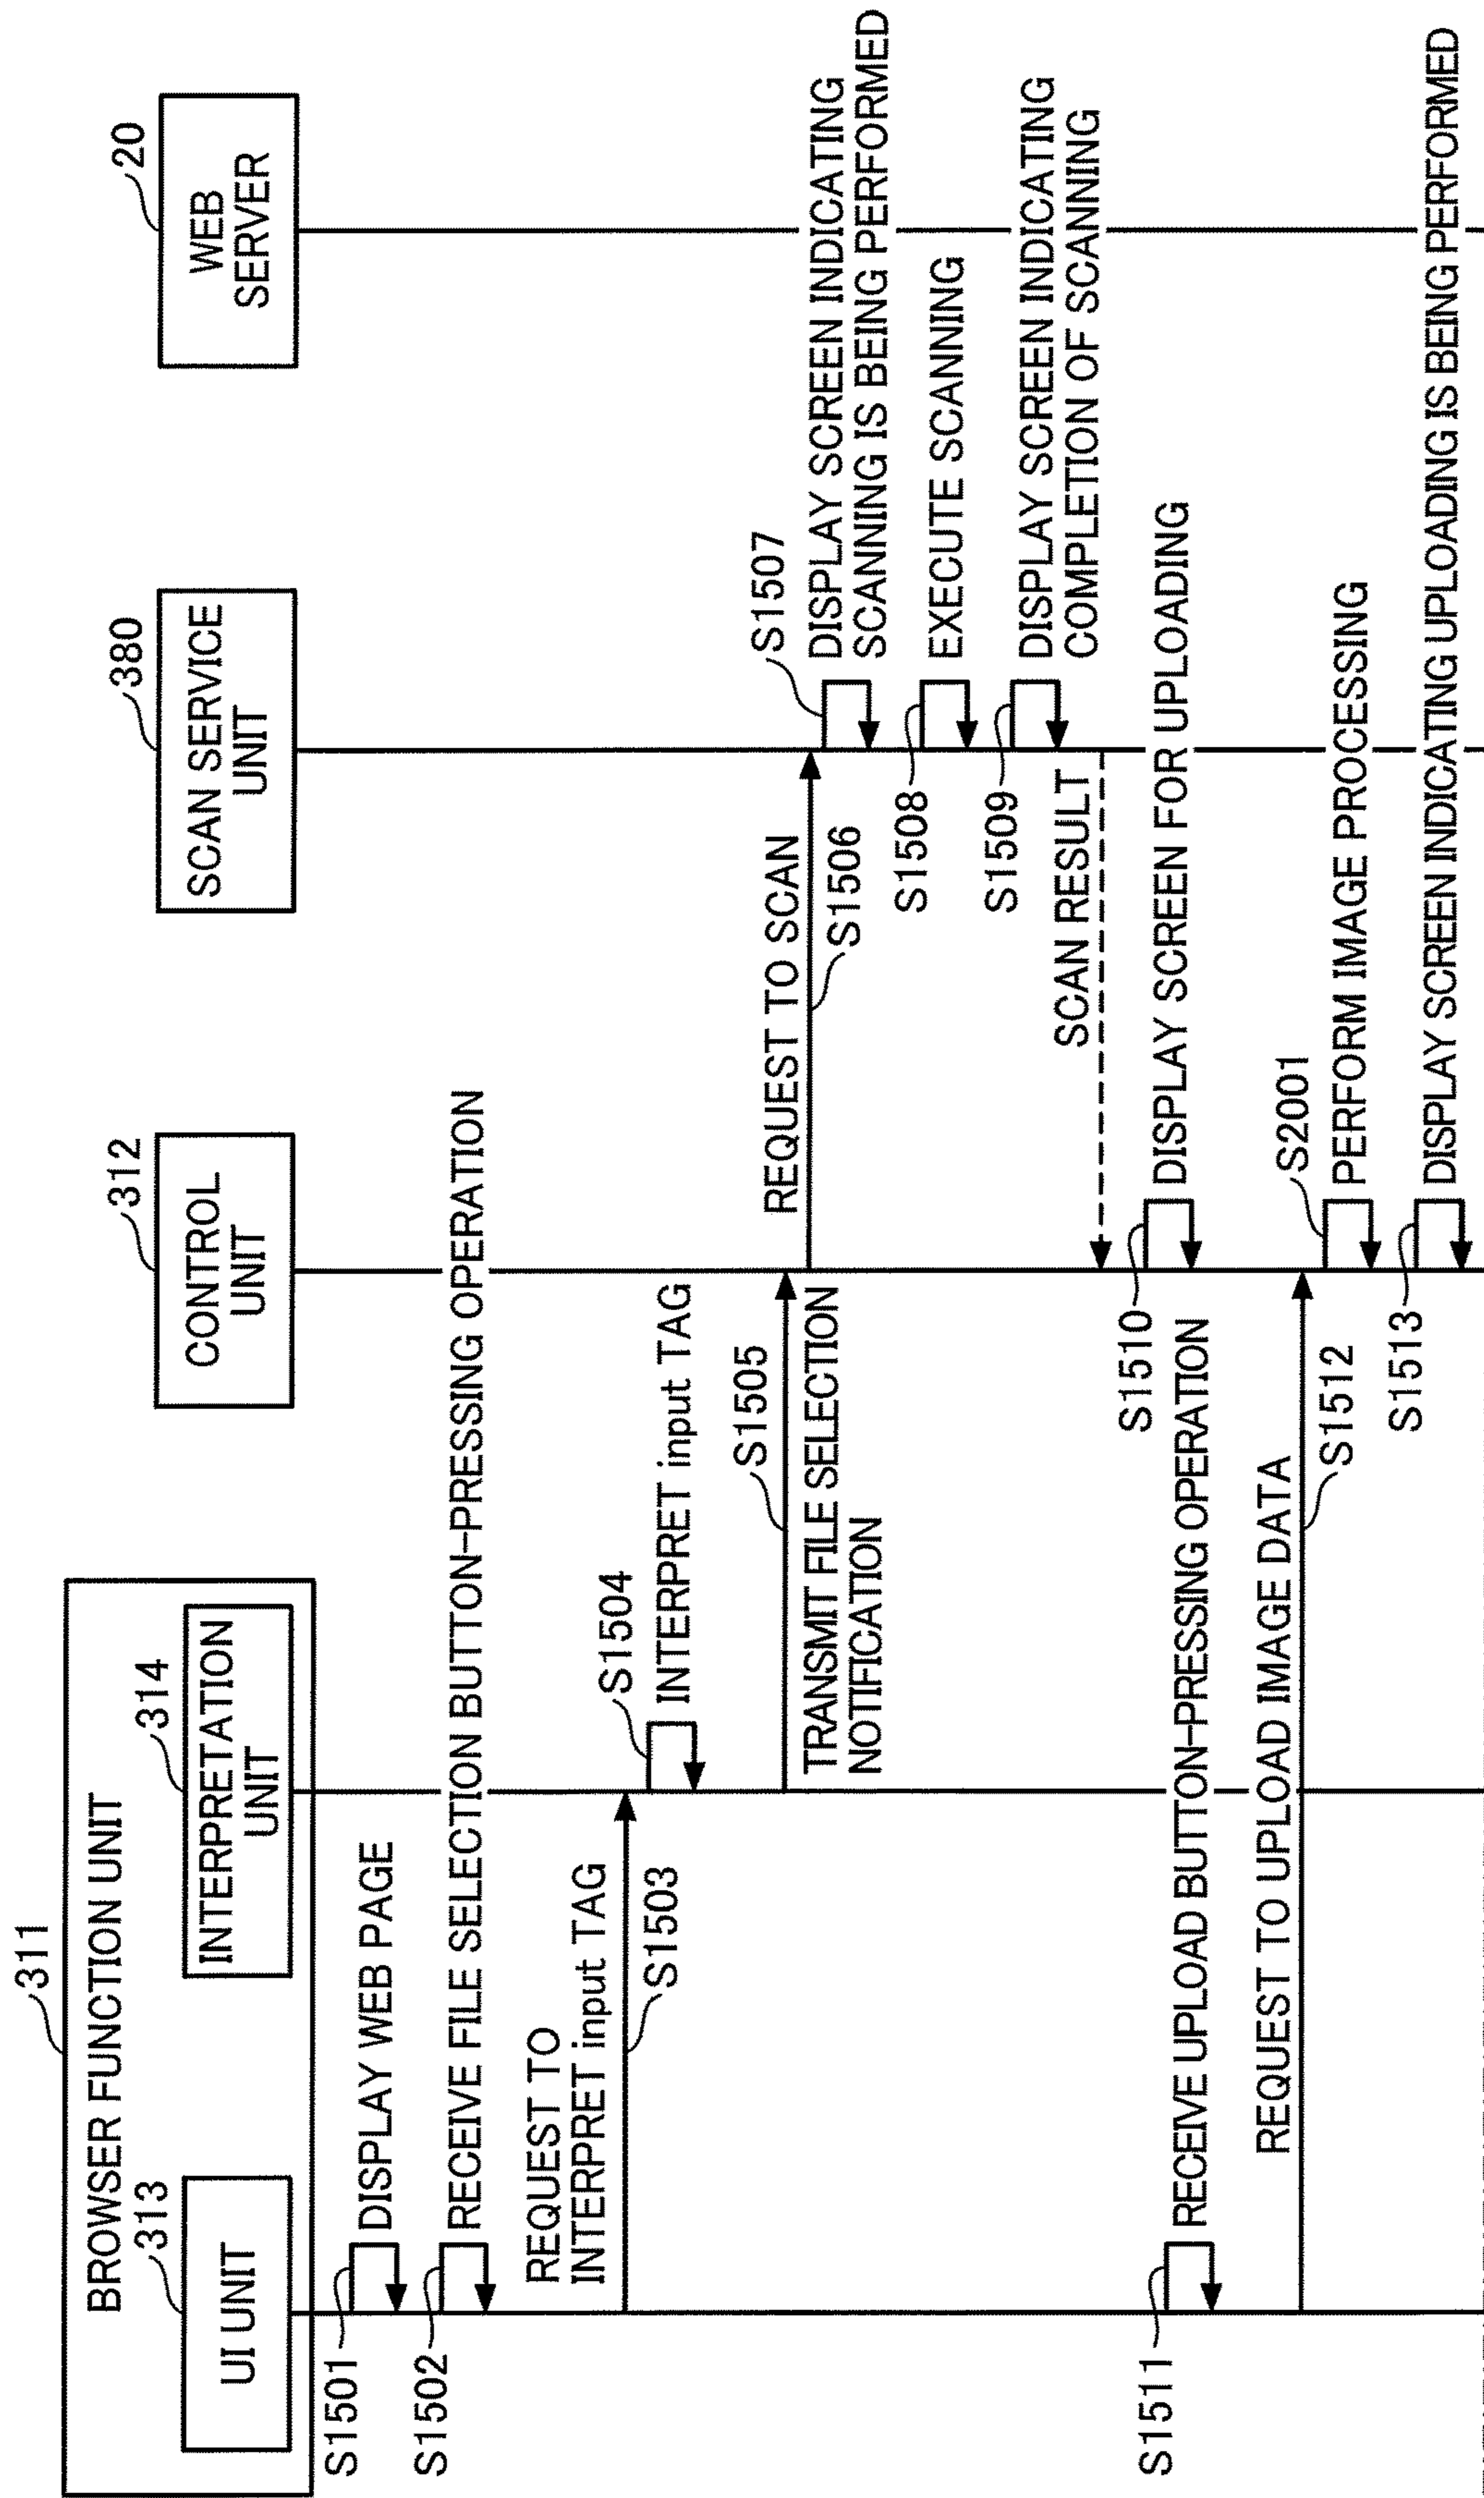 311
BROWSER FUNCTION UNIT
313
UI UNIT
314
INTERPRETATION
UNIT
312
CONTROL
UNIT
380
SCAN SERVICE
UNIT
20
WEB
SERVER
S1501
DISPLAY WEB PAGE
S1502
RECEIVE FILE SELECTION BUTTON-PRESSING OPERATION
REQUEST TO
INTERPRET input TAG
S1503
S1504
INTERPRET input TAG
S1505
TRANSMIT FILE SELECTION
NOTIFICATION
REQUEST TO SCAN
S1506
S1507
DISPLAY SCREEN INDICATING
SCANNING IS BEING PERFORMED
S1508
EXECUTE SCANNING
S1509
DISPLAY SCREEN INDICATING
COMPLETION OF SCANNING
SCAN RESULT
S1510
DISPLAY SCREEN FOR UPLOADING
S1511
RECEIVE UPLOAD BUTTON-PRESSING OPERATION
REQUEST TO UPLOAD IMAGE DATA
S1512
S2001
PERFORM IMAGE PROCESSING
S1513
DISPLAY SCREEN INDICATING UPLOADING IS BEING PERFORMED